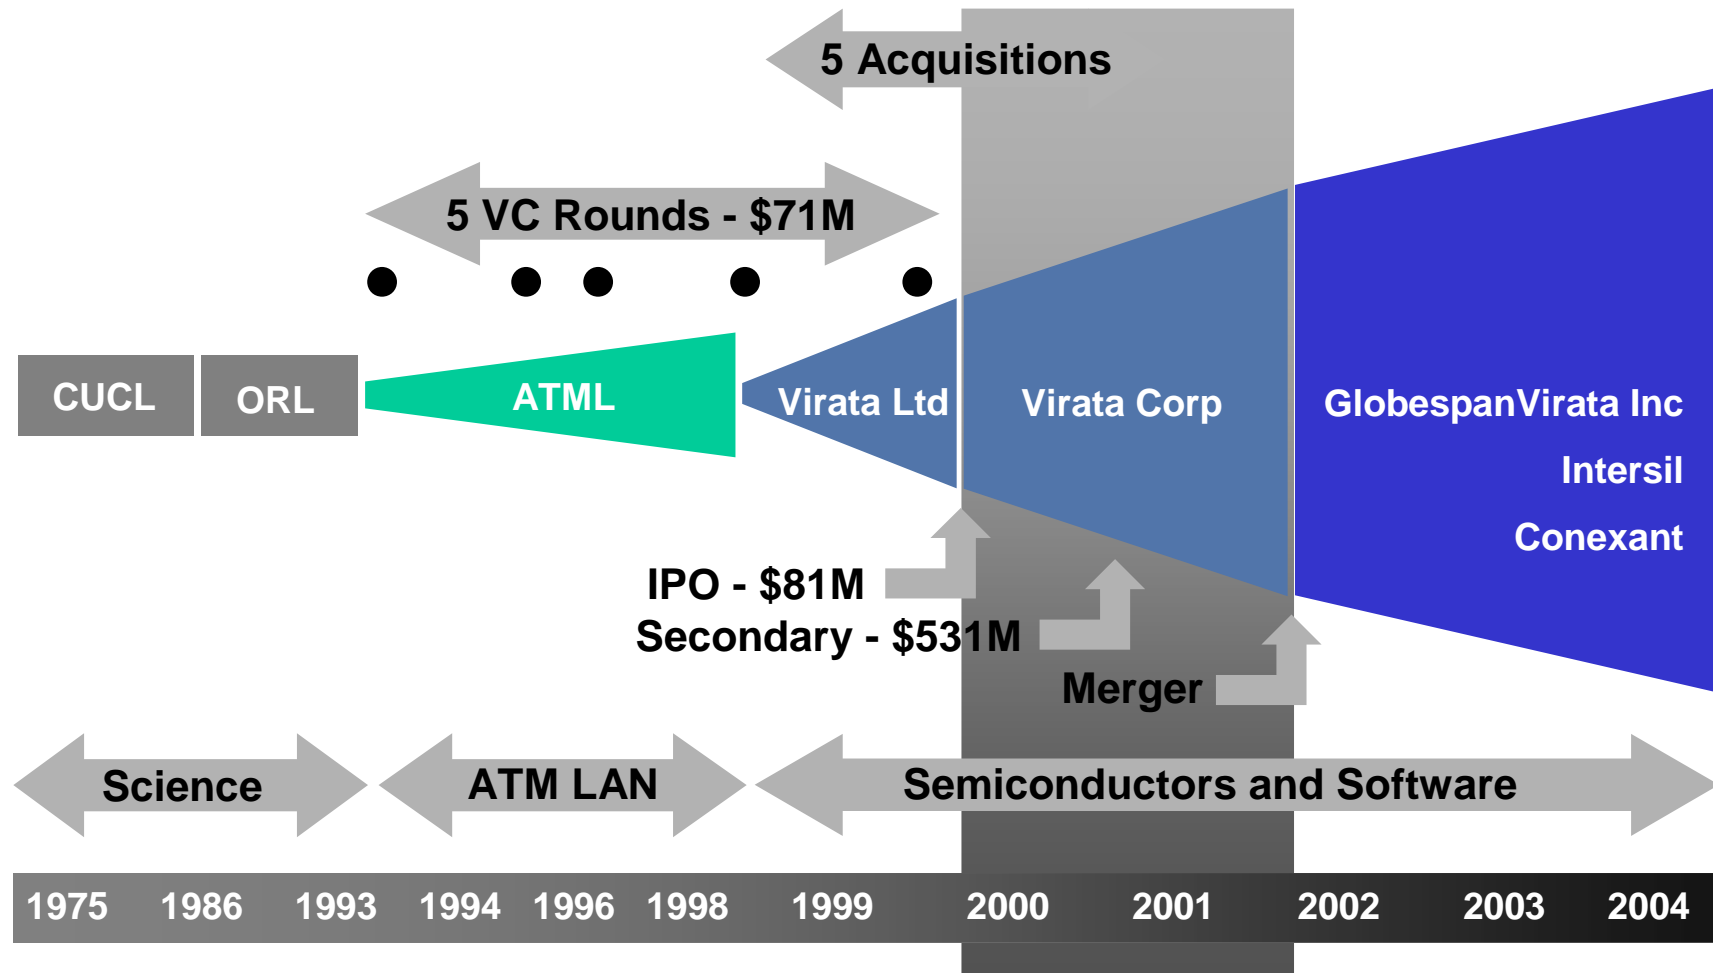 5 Acquisitions
5 VC Rounds - $71M
CUCL
ORL
ATML
Virata Ltd
Virata Corp
GlobespanVirata Inc
Intersil
Conexant
IPO - $81M
Secondary - $531M
Merger
Science
ATM LAN
Semiconductors and Software
1975 1986 1993 1994 1996 1998 1999 2000 2001 2002 2003 2004